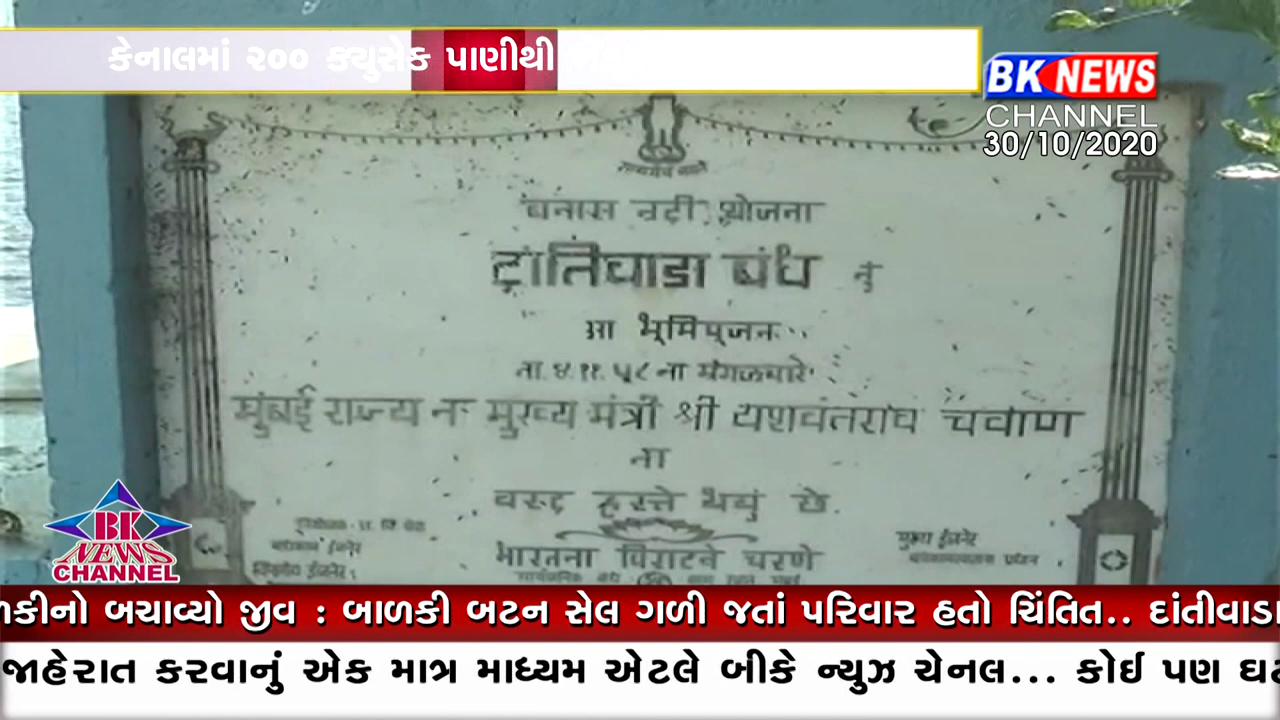 કેનાલમાં ૨૦૦ ક્યુસેક પાણીથી
BK NEWS
CHANNEL
30/10/2020
બનાસ નદી યોજના
દાંતિવાડા બંધ નું
આ ભૂમિપૂજન
તા. ૪.૧૧.૫૮ ના મંગળવારે
મુંબઈ રાજ્ય ના મુખ્ય મંત્રી શ્રી યશવંતરાવ ચવાણ
ના
વરદ હસ્તે થયું છે.
ભારતના વિરાટને ચરણે
મુખ્ય ઈજનેર
BK
NEWS
CHANNEL
ળકીનો બચાવ્યો જીવ : બાળકી બટન સેલ ગળી જતાં પરિવાર હતો ચિંતિત.. દાંતીવાડા
જાહેરાત કરવાનું એક માત્ર માધ્યમ એટલે બીકે ન્યુઝ ચેનલ... કોઈ પણ ઘટ